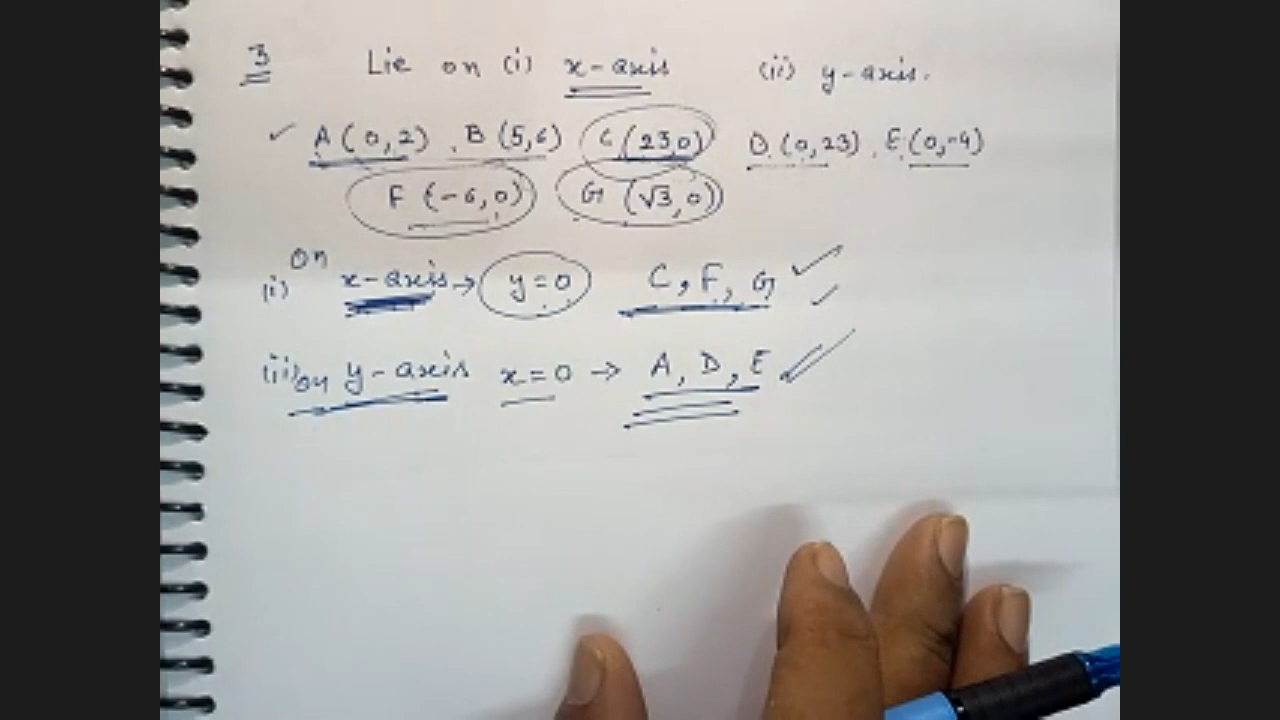 3 Lie on (i) x-axis (ii) y-axis.
A (0,2) , B (5,6) C (23,0) D (0,23) , E (0,-4)
F (-6,0) G (√3,0)
(i) on x-axis → y=0 C, F, G
(ii) on y-axis x=0 → A, D, E